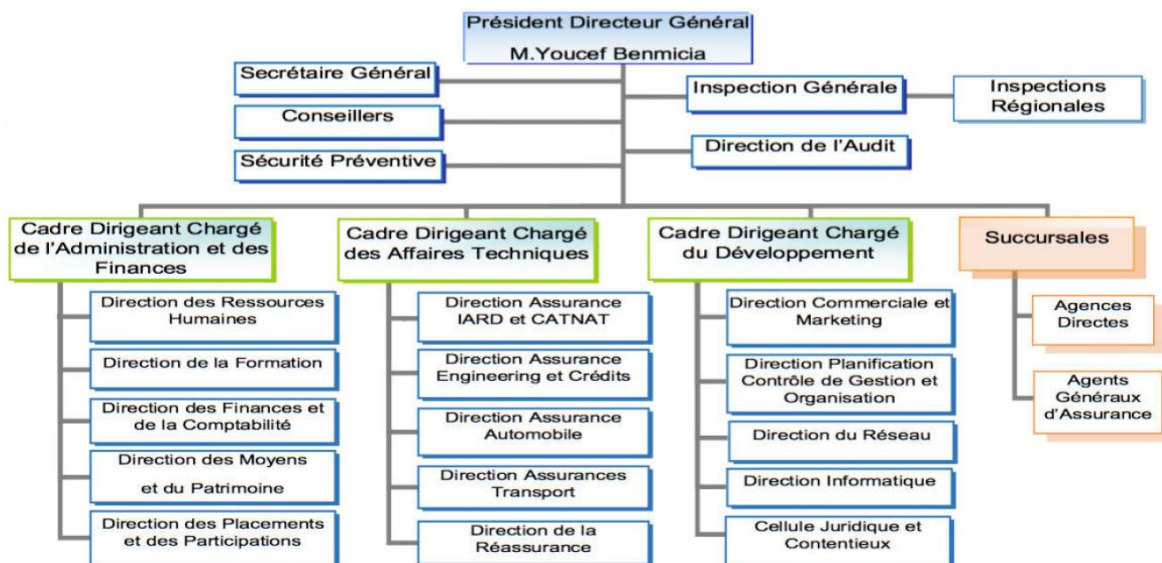 Président Directeur Général
M.Youcef Benmicia
Secrétaire Général
Conseillers
Sécurité Préventive
Inspection Générale
Inspections
Régionales
Direction de l'Audit
Cadre Dirigeant Chargé
de l'Administration et des
Finances
Direction des Ressources
Humaines
Direction de la Formation
Direction des Finances et
de la Comptabilité
Direction des Moyens
et du Patrimoine
Direction des Placements
et des Participations
Cadre Dirigeant Chargé
des Affaires Techniques
Direction Assurance
IARD et CATNAT
Direction Assurance
Engineering et Crédits
Direction Assurance
Automobile
Direction Assurances
Transport
Direction de la
Réassurance
Cadre Dirigeant Chargé
du Développement
Direction Commerciale et
Marketing
Direction Planification
Contrôle de Gestion et
Organisation
Direction du Réseau
Direction Informatique
Cellule Juridique et
Contentieux
Succursales
Agences
Directes
Agents
Généraux
d'Assurance